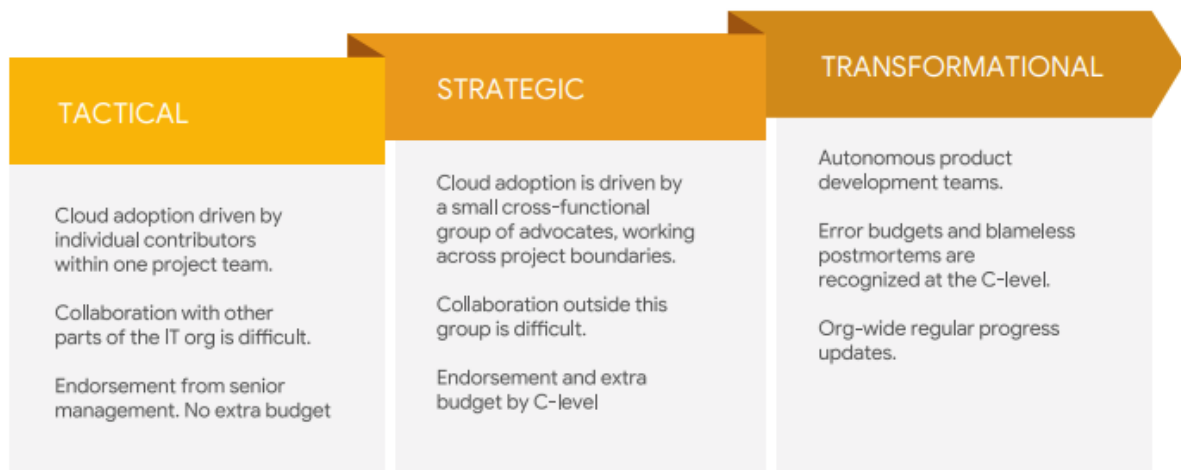 TACTICAL
Cloud adoption driven by
individual contributors
within one project team.
Collaboration with other
parts of the IT org is difficult.
Endorsement from senior
management. No extra budget
STRATEGIC
Cloud adoption is driven by
a small cross-functional
group of advocates, working
across project boundaries.
Collaboration outside this
group is difficult.
Endorsement and extra
budget by C-level
TRANSFORMATIONAL
Autonomous product
development teams.
Error budgets and blameless
postmortems are
recognized at the C-level.
Org-wide regular progress
updates.